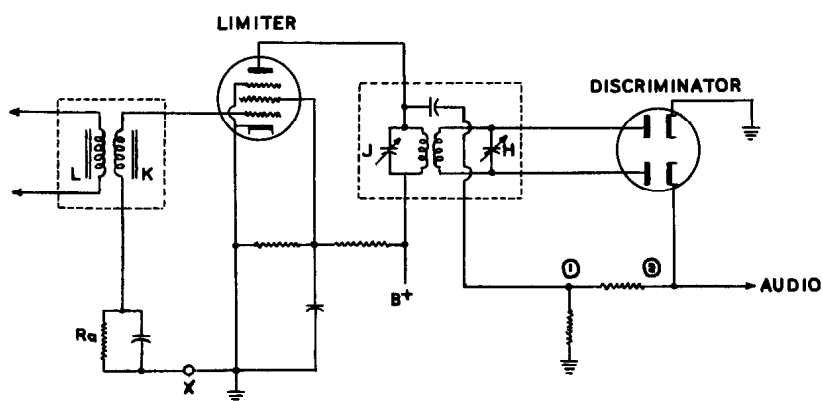 LIMITER
DISCRIMINATOR
J
H
L
K
B+
1
2
AUDIO
Ra
X